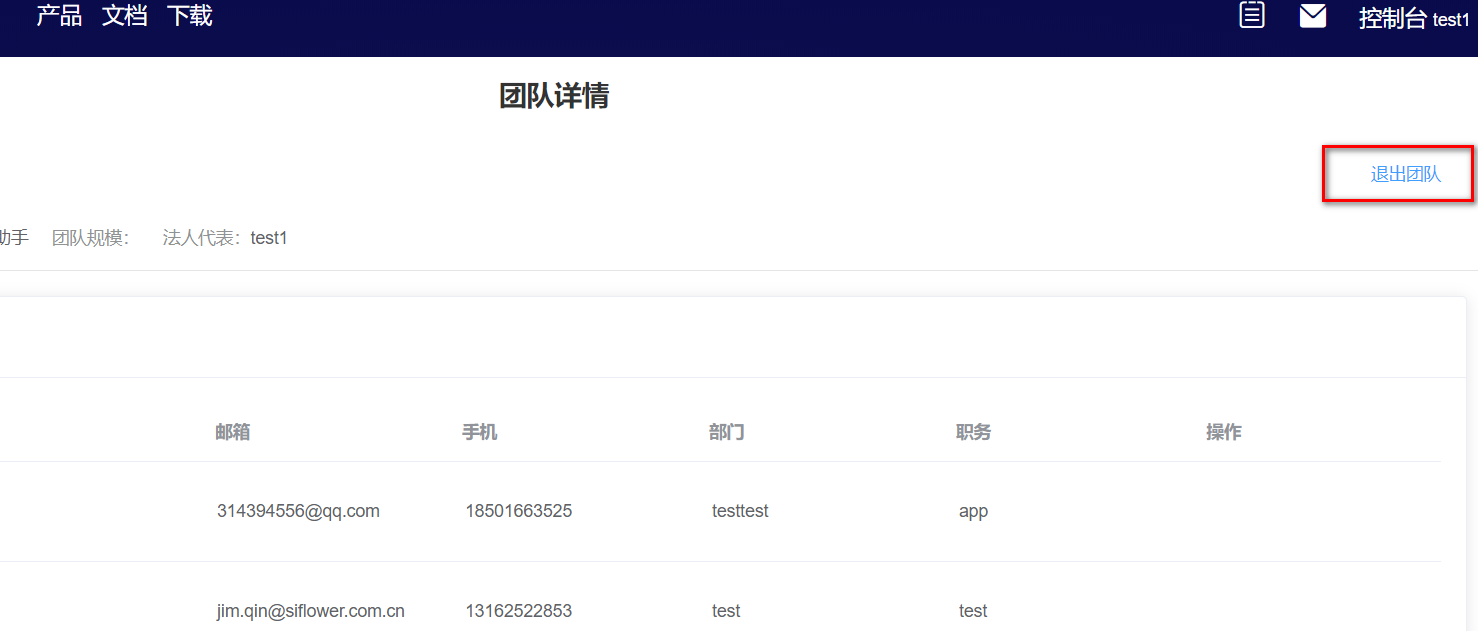 产品 文档 下载 控制台 test1
团队详情
退出团队
助手 团队规模： 法人代表：test1
邮箱 手机 部门 职务 操作
314394556@qq.com 18501663525 testtest app
jim.qin@siflower.com.cn 13162522853 test test